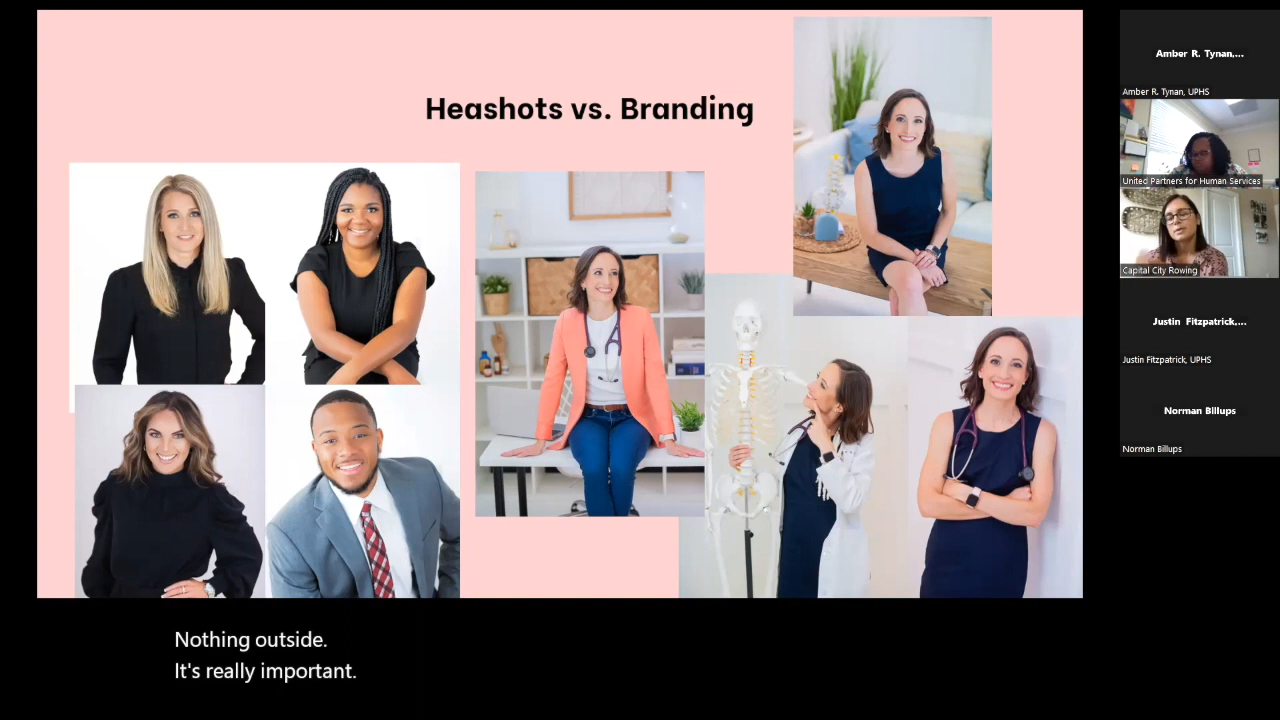 Heashots vs. Branding
Amber R. Tynan,...
Amber R. Tynan, UPHS
United Partners for Human Services
Capital City Rowing
Justin Fitzpatrick,...
Justin Fitzpatrick, UPHS
Norman Billups
Norman Billups
Nothing outside.
It's really important.